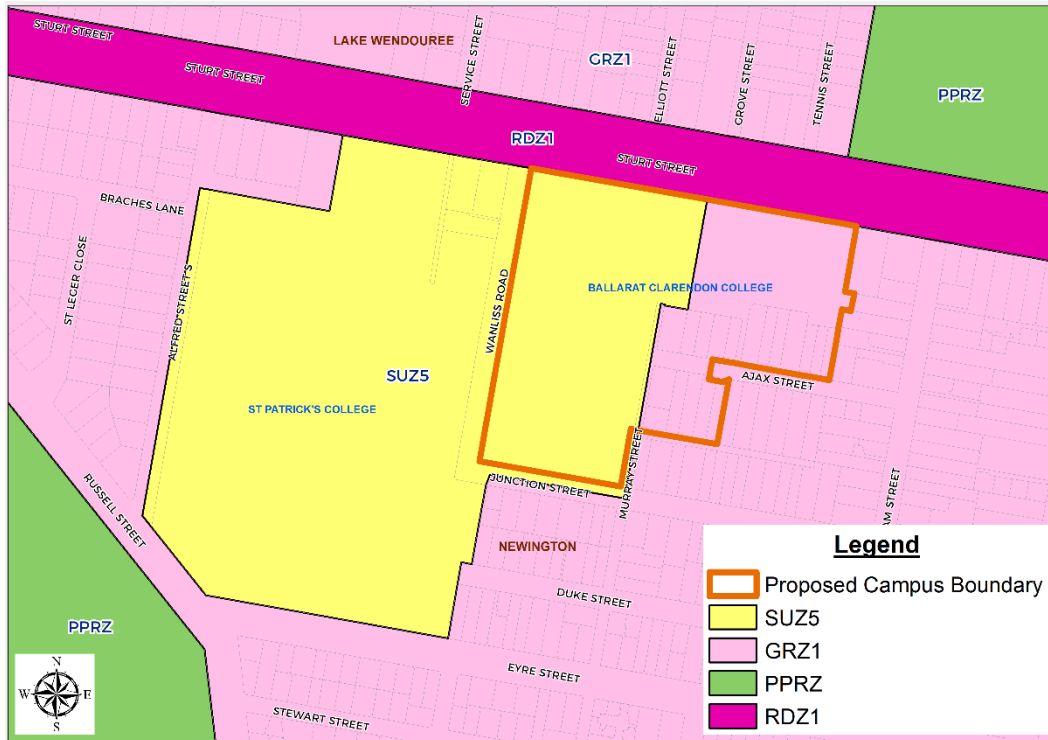 STURT STREET
LAKE WENDOUREE
SERVICE STREET
GRZ1
ELLIOTT STREET
GROVE STREET
TENNIS STREET
PPRZ
STURT STREET
RDZ1
STURT STREET
BRACHES LANE
ST LEGER CLOSE
ALFRED STREET S
WANLISS ROAD
BALLARAT CLARENDON COLLEGE
SUZ5
AJAX STREET
ST PATRICK'S COLLEGE
MURRAY STREET
JUNCTION STREET
RUSSELL STREET
AM STREET
NEWINGTON
DUKE STREET
PPRZ
EYRE STREET
STEWART STREET
N
W E
S
Legend
Proposed Campus Boundary
SUZ5
GRZ1
PPRZ
RDZ1